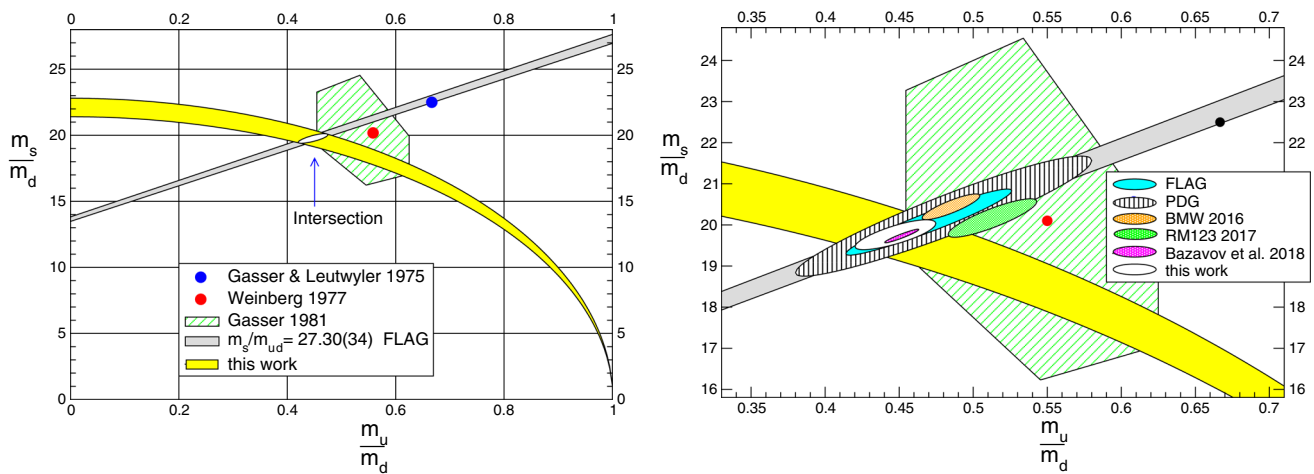 0 0.2 0.4 0.6 0.8 1
25
20
15
10
5
0
25
20
15
10
5
0
m_s
m_d
Intersection
Gasser & Leutwyler 1975
Weinberg 1977
Gasser 1981
m_s/m_ud= 27.30(34) FLAG
this work
0 0.2 0.4 0.6 0.8 1
m_u
m_d
0.35 0.4 0.45 0.5 0.55 0.6 0.65 0.7
24
23
22
21
20
19
18
17
16
24
23
22
21
20
19
18
17
16
m_s
m_d
FLAG
PDG
BMW 2016
RM123 2017
Bazavov et al. 2018
this work
0.35 0.4 0.45 0.5 0.55 0.6 0.65 0.7
m_u
m_d